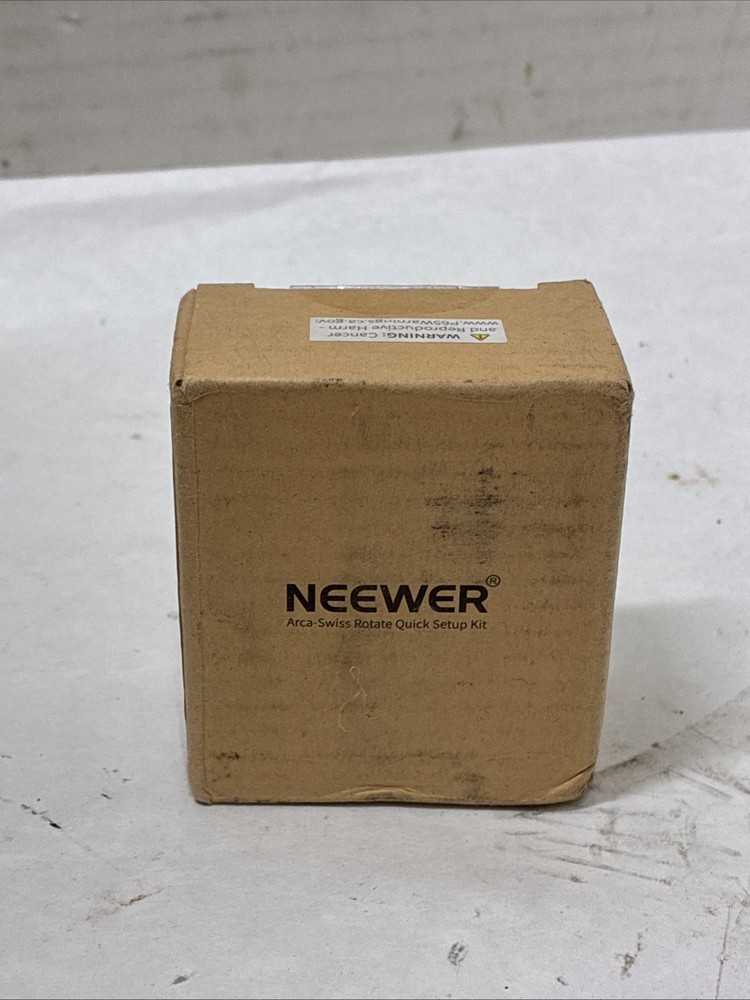 ⚠ WARNING: Cancer
and Reproductive Harm -
www.P65Warnings.ca.gov.
NEEWER®
Arca-Swiss Rotate Quick Setup Kit